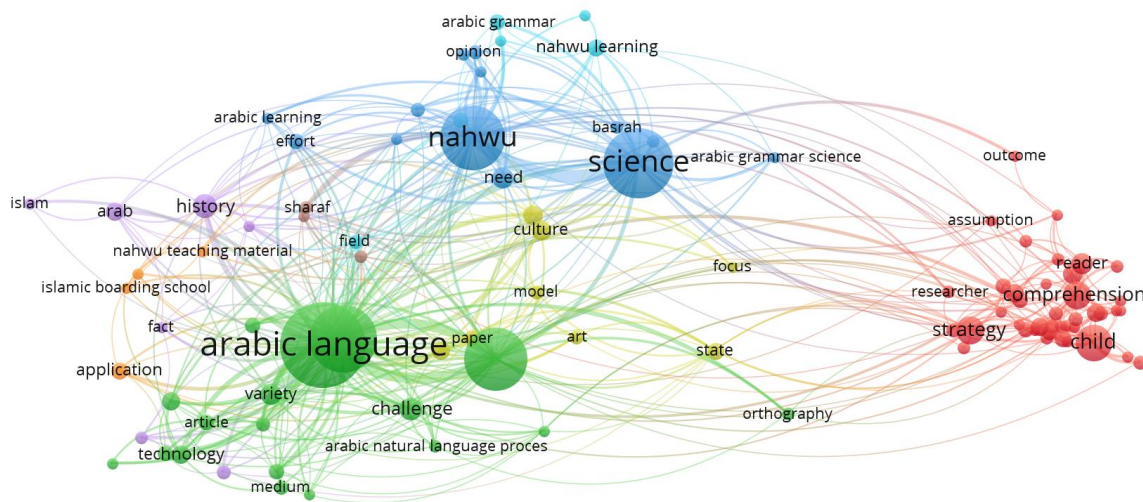 arabic grammar
nahwu learning
opinion
arabic learning
effort
nahwu
basrah
science
arabic grammar science
outcome
need
islam
arab
history
sharaf
assumption
culture
field
nahwu teaching material
focus
reader
islamic boarding school
model
researcher
comprehension
fact
arabic language
paper
art
state
strategy
child
application
variety
challenge
orthography
article
arabic natural language proces
technology
medium